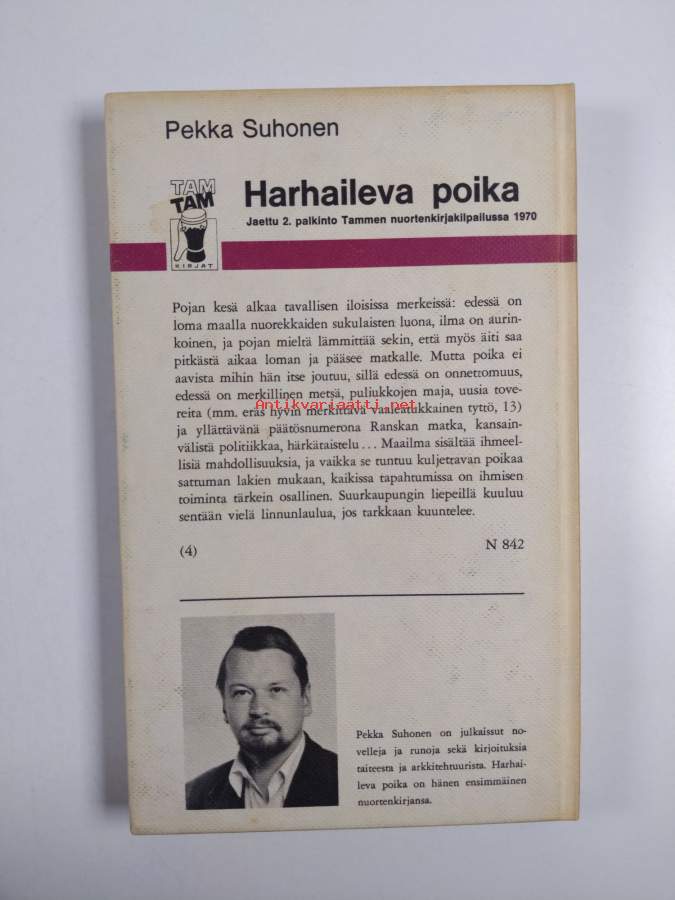 Pekka Suhonen
TAM
TAM
KIRJAT
Harhaileva poika
Jaettu 2. palkinto Tammen nuortenkirjakilpailussa 1970
Pojan kesä alkaa tavallisen iloisissa merkeissä: edessä on
loma maalla nuorekkaiden sukulaisten luona, ilma on aurin-
koinen, ja pojan mieltä lämmittää sekin, että myös äiti saa
pitkästä aikaa loman ja pääsee matkalle. Mutta poika ei
aavista mihin hän itse joutuu, sillä edessä on onnettomuus,
edessä on merkillinen metsä, puliukkojen maja, uusia tove-
Antikvariaatti.net
reita (mm. eräs hyvin merkittävä vaaleatukkainen tyttö, 13)
ja yllättävänä päätösnumerona Ranskan matka, kansain-
välistä politiikkaa, härkätaistelu... Maailma sisältää ihmeel-
lisiä mahdollisuuksia, ja vaikka se tuntuu kuljettavan poikaa
sattuman lakien mukaan, kaikissa tapahtumissa on ihmisen
toiminta tärkein osallinen. Suurkaupungin liepeillä kuuluu
sentään vielä linnunlaulua, jos tarkkaan kuuntelee.
(4) N 842
Pekka Suhonen on julkaissut no-
velleja ja runoja sekä kirjoituksia
taiteesta ja arkkitehtuurista. Harhai-
leva poika on hänen ensimmäinen
nuortenkirjansa.